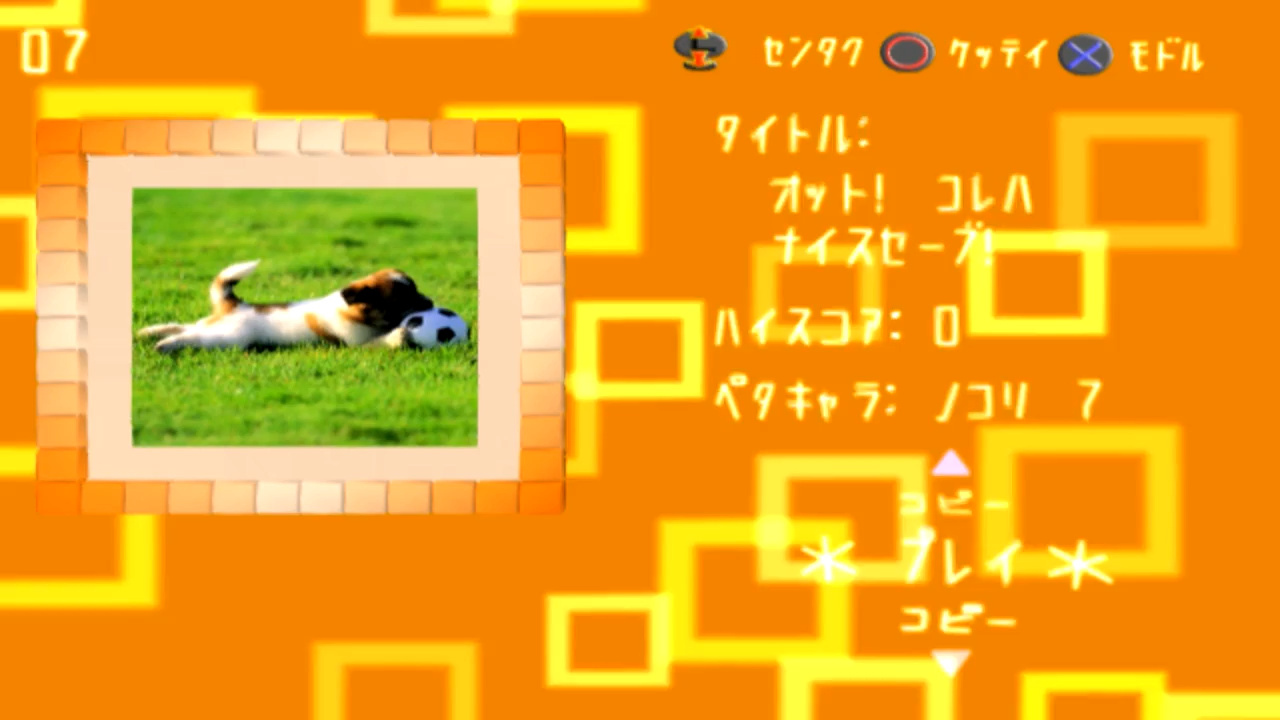 07
センタク ケッテイ モドル
タイトル:
オット! コレハ
ナイスセーブ!
ハイスコア: 0
ペタキャラ: ノコリ 7
コピー
* プレイ *
コピー